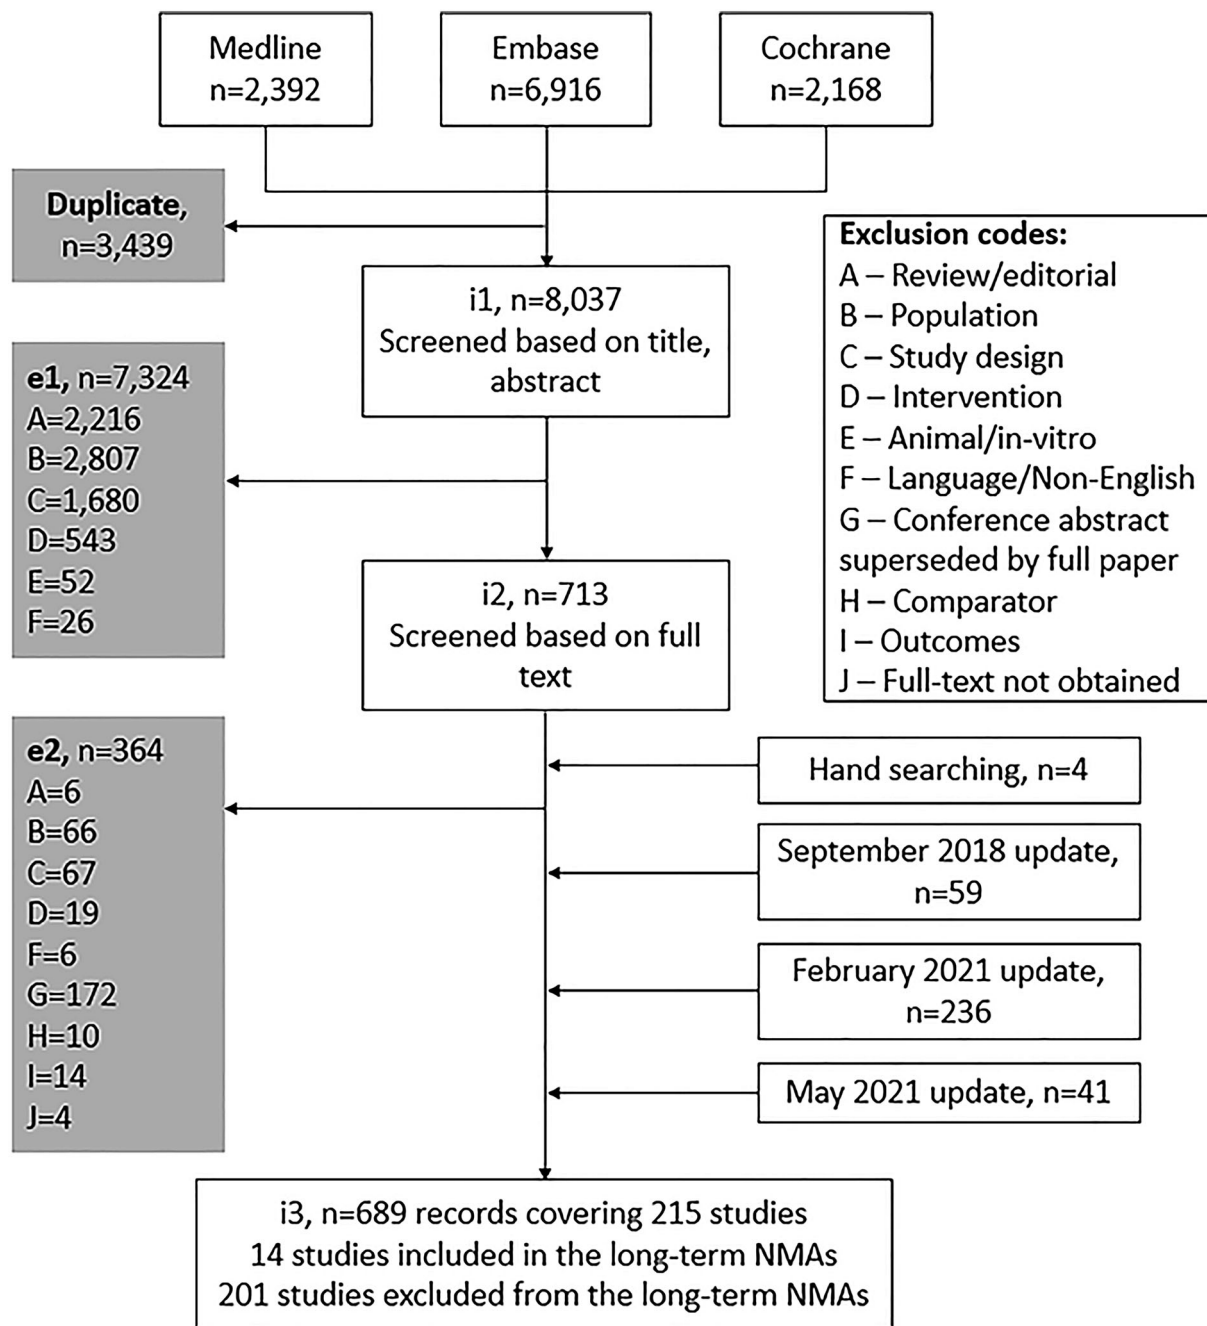 Medline
n=2,392
Embase
n=6,916
Cochrane
n=2,168
Duplicate,
n=3,439
i1, n=8,037
Screened based on title,
abstract
Exclusion codes:
A – Review/editorial
B – Population
C – Study design
D – Intervention
E – Animal/in-vitro
F – Language/Non-English
G – Conference abstract
superseded by full paper
H – Comparator
I – Outcomes
J – Full-text not obtained
e1, n=7,324
A=2,216
B=2,807
C=1,680
D=543
E=52
F=26
i2, n=713
Screened based on full
text
e2, n=364
A=6
B=66
C=67
D=19
F=6
G=172
H=10
I=14
J=4
Hand searching, n=4
September 2018 update,
n=59
February 2021 update,
n=236
May 2021 update, n=41
i3, n=689 records covering 215 studies
14 studies included in the long-term NMAs
201 studies excluded from the long-term NMAs